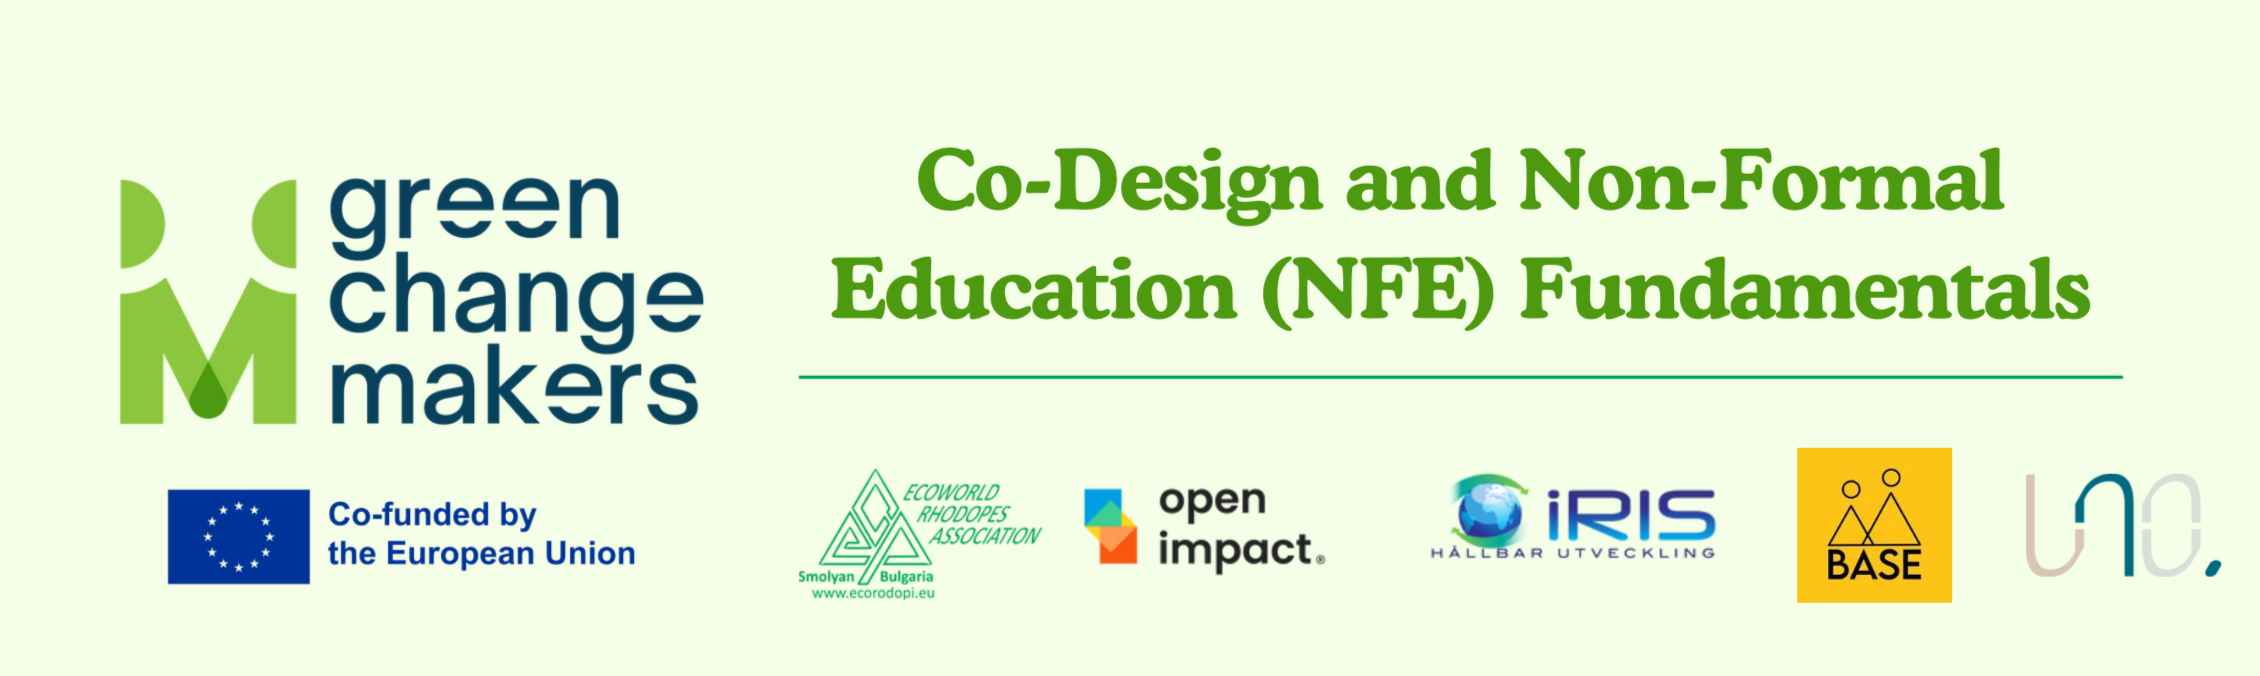 green
change
makers
Co-Design and Non-Formal
Education (NFE) Fundamentals
Co-funded by
the European Union
ECOWORLD
RHODOPES
ASSOCIATION
Smolyan Bulgaria
www.ecorodopi.eu
open
impact.®
iRIS
HÅLLBAR UTVECKLING
BASE
uno.